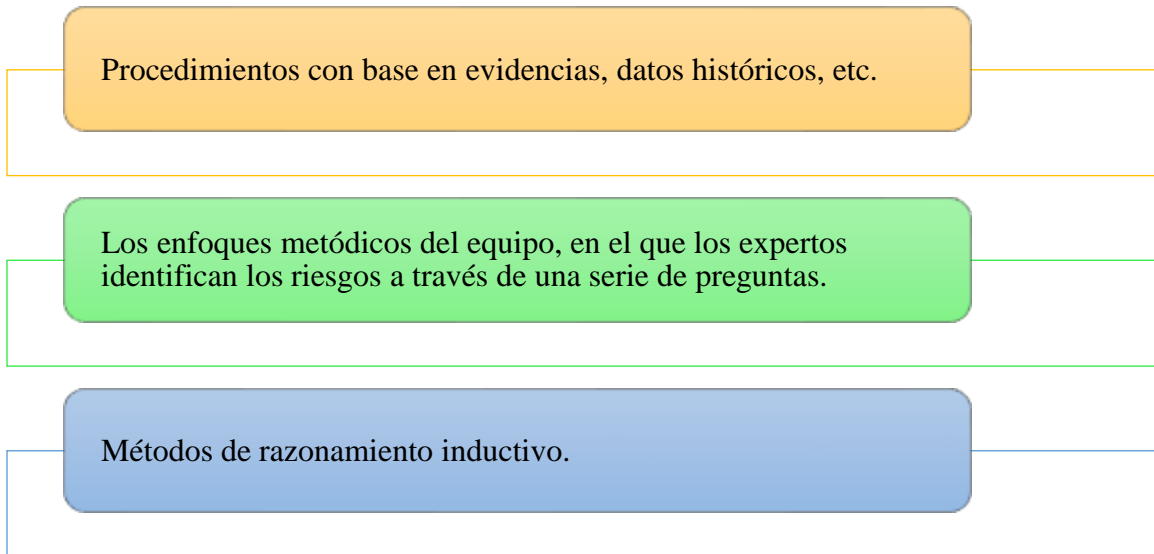 Procedimientos con base en evidencias, datos históricos, etc.
Los enfoques metódicos del equipo, en el que los expertos
identifican los riesgos a través de una serie de preguntas.
Métodos de razonamiento inductivo.